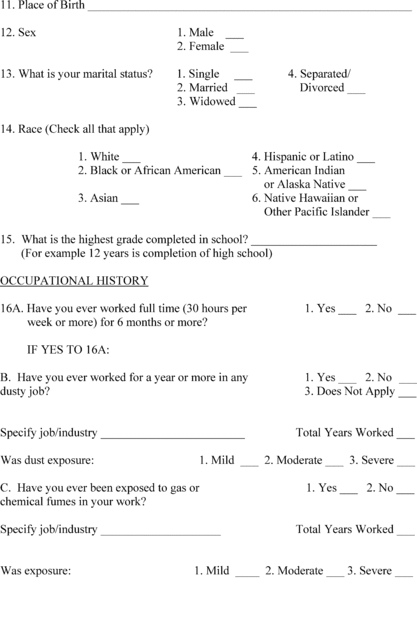 11. Place of Birth ____________________________________________________________
12. Sex 1. Male ___
2. Female ___
13. What is your marital status? 1. Single ___ 4. Separated/
2. Married ___ Divorced ___
3. Widowed ___
14. Race (Check all that apply)
1. White ___ 4. Hispanic or Latino ___
2. Black or African American ___ 5. American Indian
or Alaska Native ___
3. Asian ___ 6. Native Hawaiian or
Other Pacific Islander ___
15. What is the highest grade completed in school? ______________________
(For example 12 years is completion of high school)
OCCUPATIONAL HISTORY
16A. Have you ever worked full time (30 hours per 1. Yes ___ 2. No ___
week or more) for 6 months or more?
IF YES TO 16A:
B. Have you ever worked for a year or more in any 1. Yes ___ 2. No ___
dusty job? 3. Does Not Apply ___
Specify job/industry _________________________ Total Years Worked ___
Was dust exposure: 1. Mild ___ 2. Moderate ___ 3. Severe ___
C. Have you ever been exposed to gas or 1. Yes ___ 2. No ___
chemical fumes in your work?
Specify job/industry _____________________ Total Years Worked ___
Was exposure: 1. Mild ____ 2. Moderate ___ 3. Severe ___